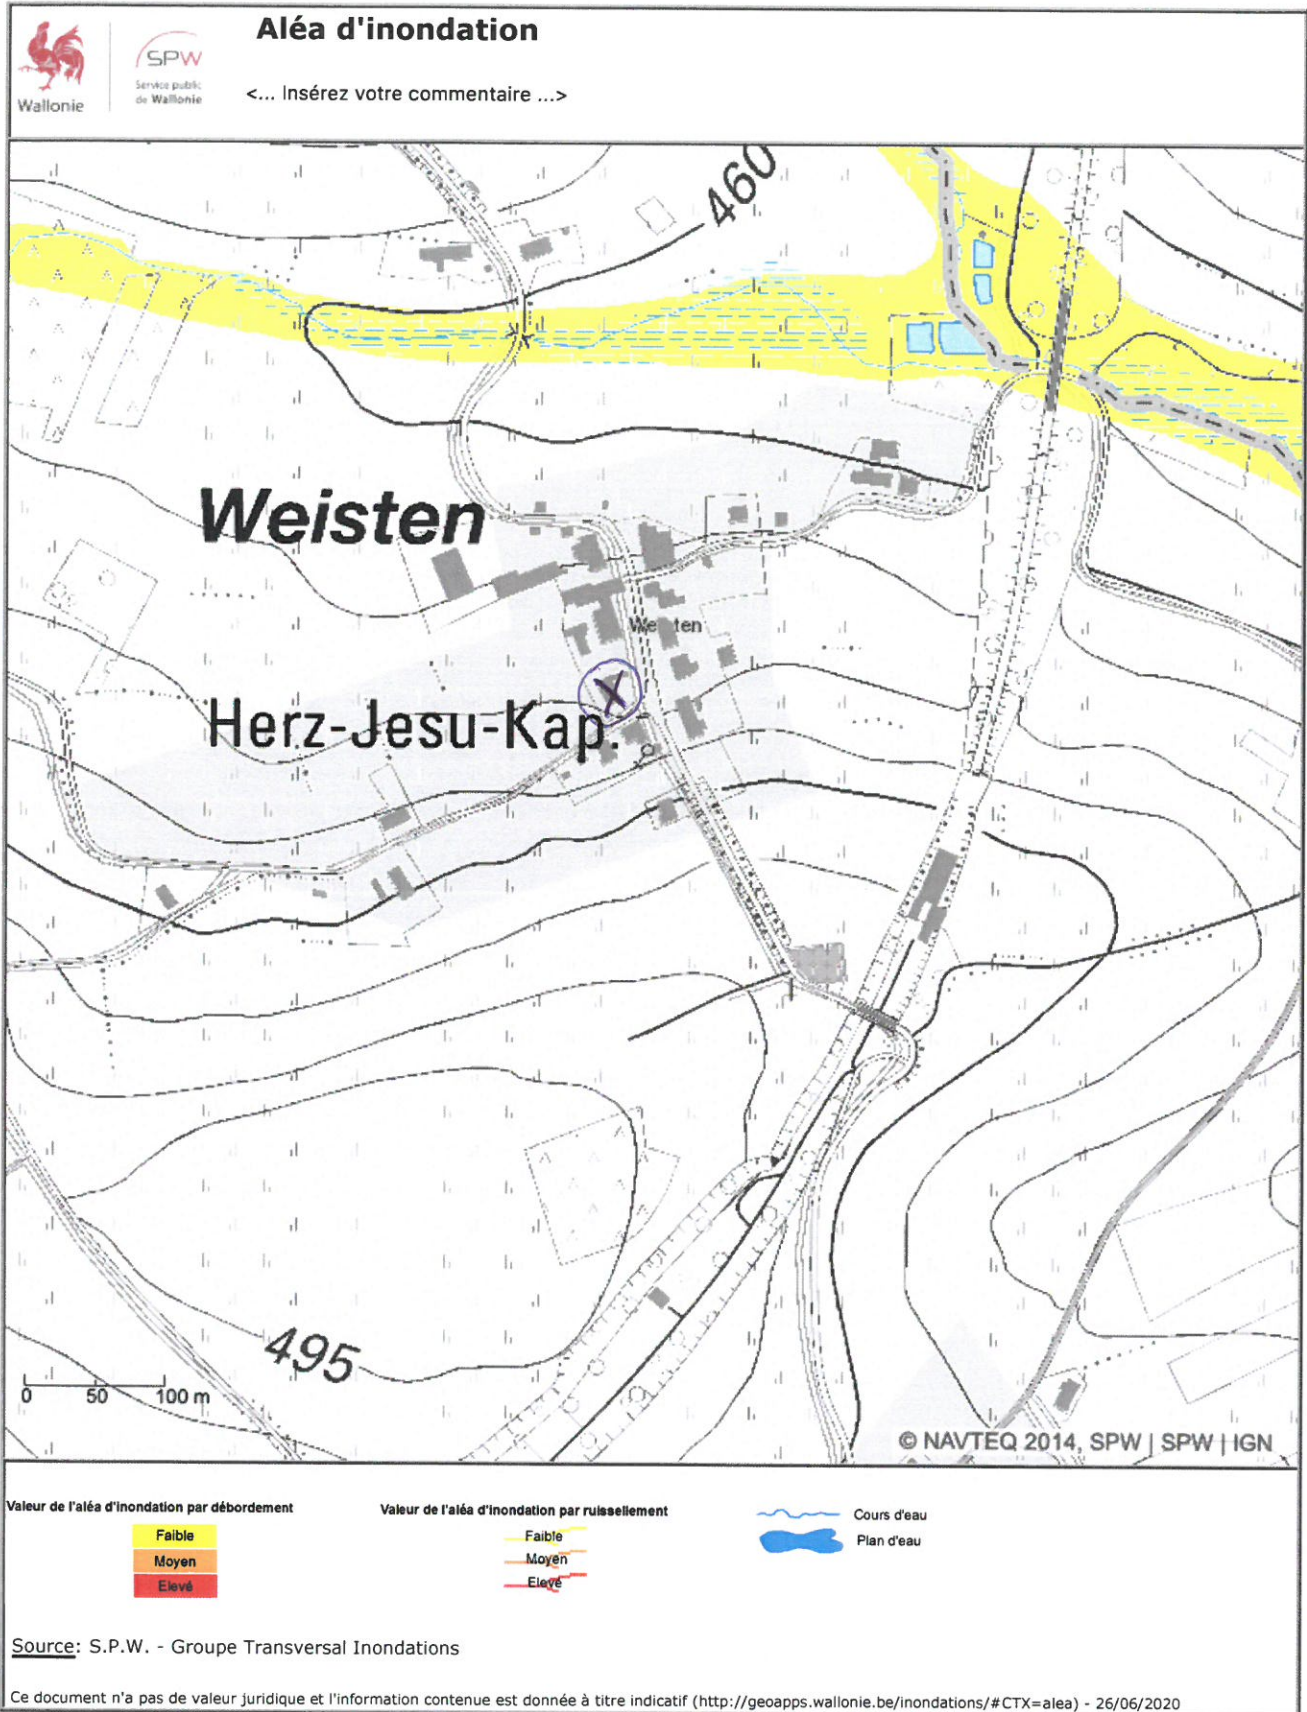 Wallonie
SPW
Service public
de Wallonie
Aléa d'inondation
<... Insérez votre commentaire ...>
460
Weisten
We ten
X
Herz-Jesu-Kap.
495
0 50 100 m
© NAVTEQ 2014, SPW | SPW | IGN
Valeur de l'aléa d'inondation par débordement
Faible
Moyen
Elevé
Valeur de l'aléa d'inondation par ruissellement
Faible
Moyen
Elevé
Cours d'eau
Plan d'eau
Source: S.P.W. - Groupe Transversal Inondations
Ce document n'a pas de valeur juridique et l'information contenue est donnée à titre indicatif (http://geoapps.wallonie.be/inondations/#CTX=alea) - 26/06/2020